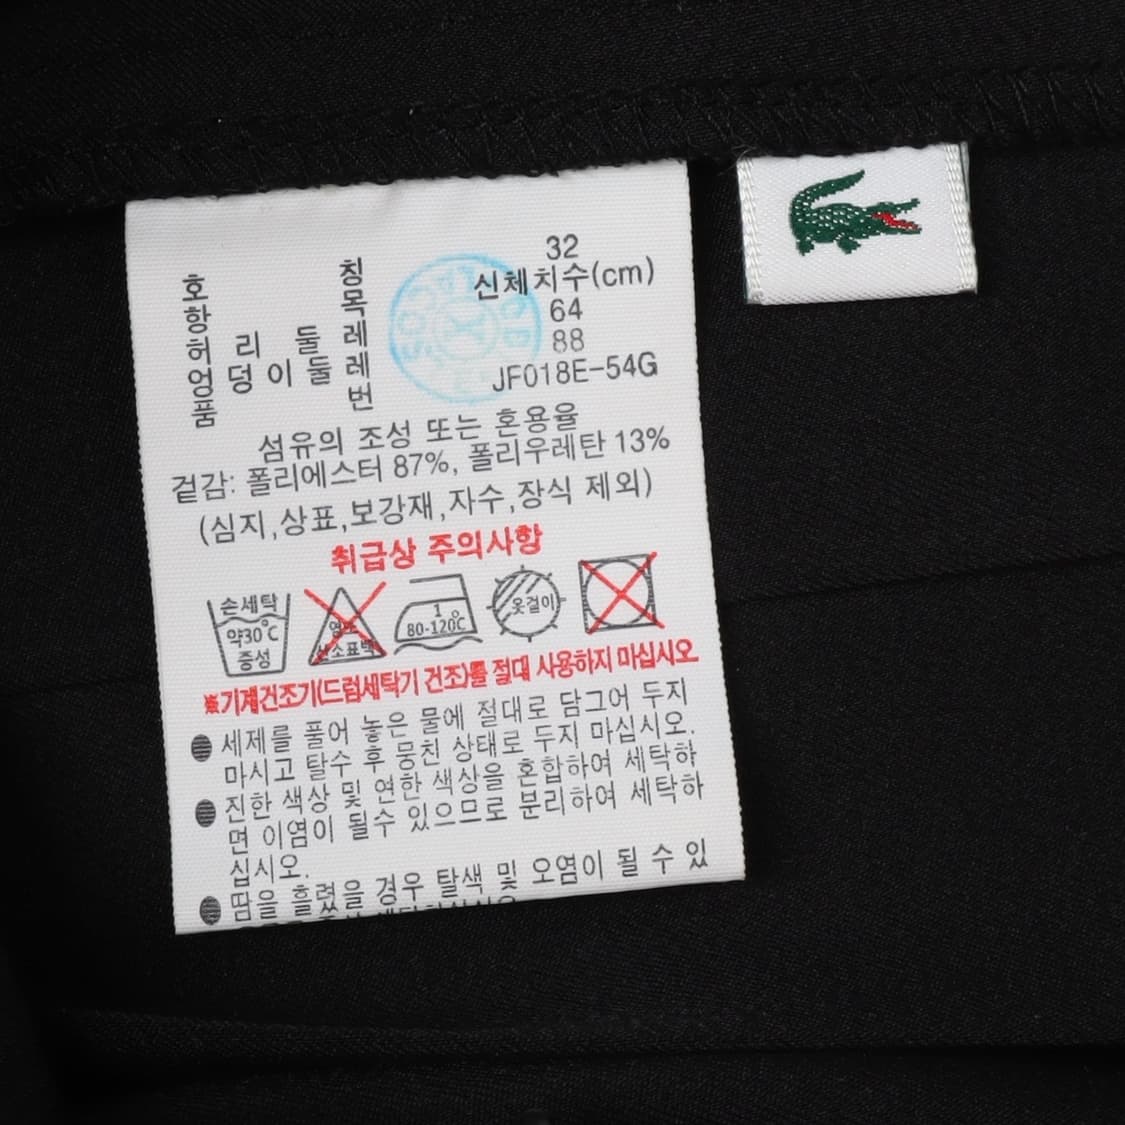 호 칭 32
항 목 신체치수(cm)
허 리 둘 레 64
엉 덩 이 둘 레 88
품 번 JF018E-54G
섬유의 조성 또는 혼용율
겉감: 폴리에스터 87%, 폴리우레탄 13%
(심지,상표,보강재,자수,장식 제외)
취급상 주의사항
손세탁
약30℃
중성
염소
산소표백
1
80-120℃
옷걸이
※기계건조기(드럼세탁기 건조)를 절대 사용하지 마십시오
● 세제를 풀어 놓은 물에 절대로 담그어 두지
마시고 탈수 후 뭉친 상태로 두지 마십시오.
● 진한 색상 및 연한 색상을 혼합하여 세탁하
면 이염이 될수 있으므로 분리하여 세탁하
십시오.
● 땀을 흘렸을 경우 탈색 및 오염이 될 수 있